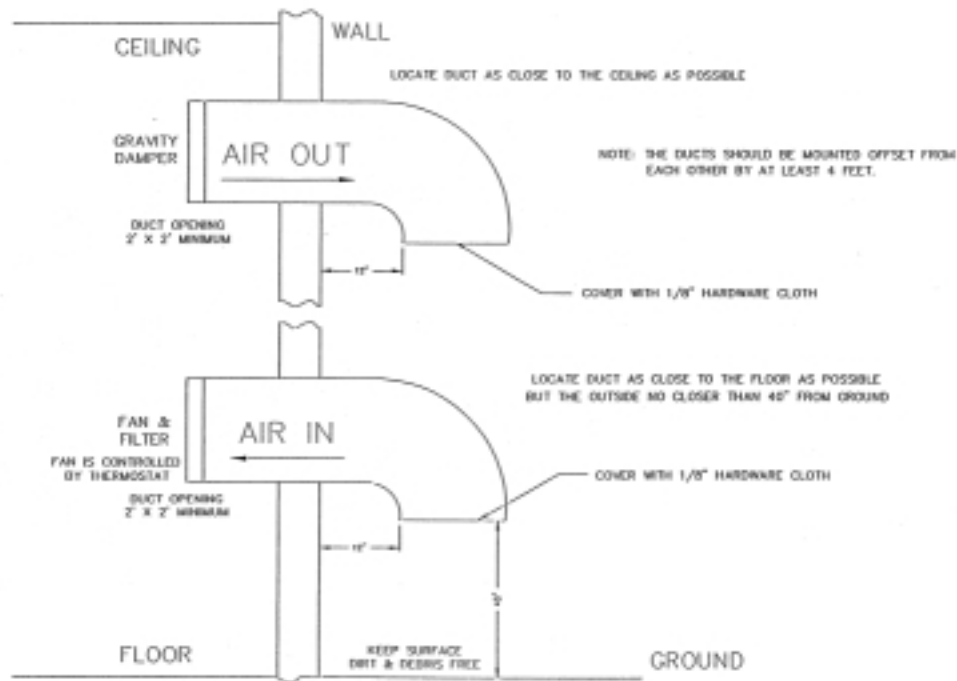 WALL
CEILING
LOCATE DUCT AS CLOSE TO THE CEILING AS POSSIBLE
GRAVITY
DAMPER
AIR OUT
NOTE: THE DUCTS SHOULD BE MOUNTED OFFSET FROM
EACH OTHER BY AT LEAST 4 FEET.
DUCT OPENING
2' X 2' MINIMUM
COVER WITH 1/8" HARDWARE CLOTH
LOCATE DUCT AS CLOSE TO THE FLOOR AS POSSIBLE
BUT THE OUTSIDE NO CLOSER THAN 40" FROM GROUND
FAN &
FILTER
AIR IN
FAN IS CONTROLLED
BY THERMOSTAT
COVER WITH 1/8" HARDWARE CLOTH
DUCT OPENING
2' X 2' MINIMUM
KEEP SURFACE
DIRT & DEBRIS FREE
FLOOR
GROUND